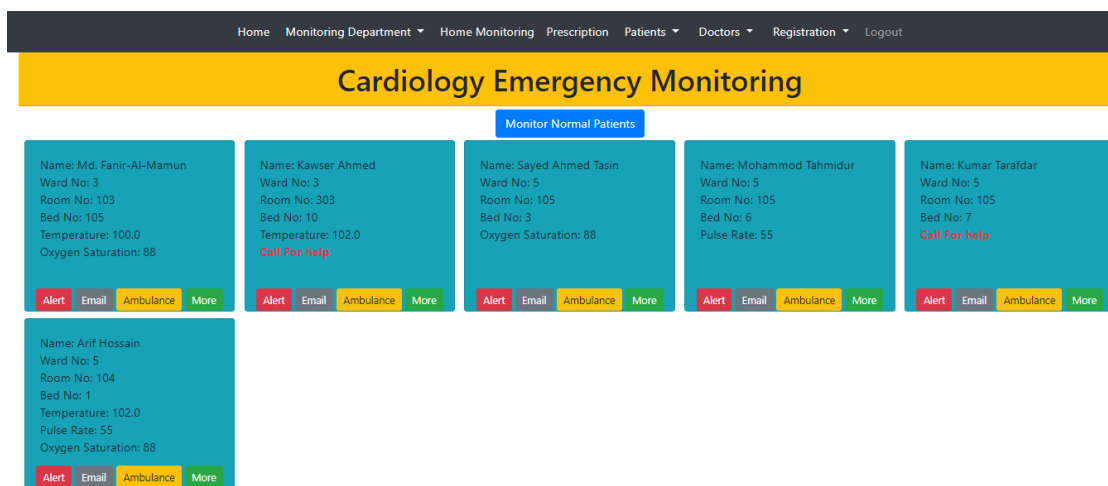 Home Monitoring Department Home Monitoring Prescription Patients Doctors Registration Logout
Cardiology Emergency Monitoring
Monitor Normal Patients
Name: Md. Fanir-Al-Mamun
Ward No: 3
Room No: 103
Bed No: 105
Temperature: 100.0
Oxygen Saturation: 88
Alert Email Ambulance More
Name: Kawser Ahmed
Ward No: 3
Room No: 303
Bed No: 10
Temperature: 102.0
Call For help
Alert Email Ambulance More
Name: Sayed Ahmed Tasin
Ward No: 5
Room No: 105
Bed No: 3
Oxygen Saturation: 88
Alert Email Ambulance More
Name: Mohammod Tahmidur
Ward No: 5
Room No: 105
Bed No: 6
Pulse Rate: 55
Alert Email Ambulance More
Name: Kumar Tarafdar
Ward No: 5
Room No: 105
Bed No: 7
Call For help
Alert Email Ambulance More
Name: Arif Hossain
Ward No: 5
Room No: 104
Bed No: 1
Temperature: 102.0
Pulse Rate: 55
Oxygen Saturation: 88
Alert Email Ambulance More